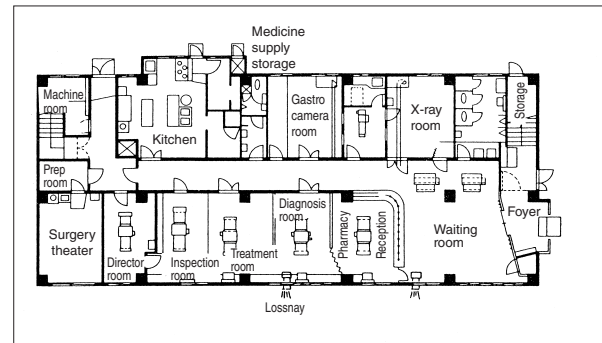 Medicine
supply
storage
Machine
room
Kitchen
Gastro
camera
room
X-ray
room
Storage
Prep
room
Surgery
theater
Director
room
Inspection
room
Treatment
room
Diagnosis
room
Pharmacy
Reception
Waiting
room
Foyer
Lossnay